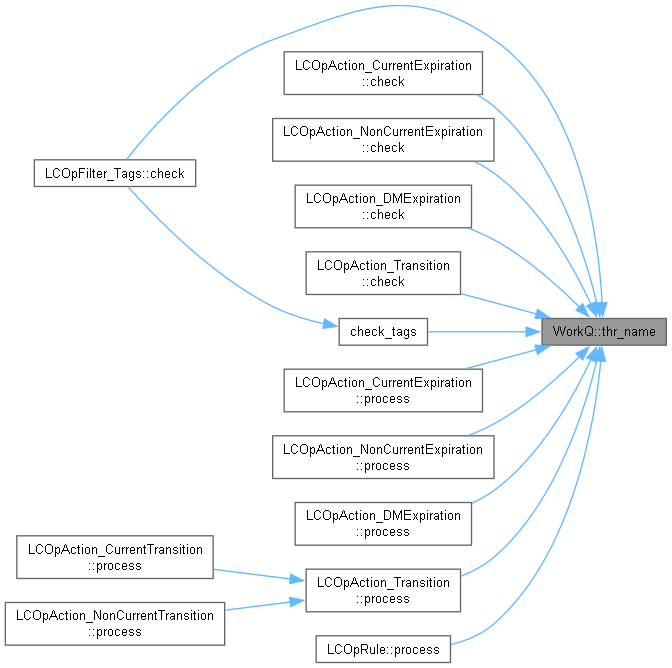 LCOpAction_CurrentExpiration
::check
LCOpAction_NonCurrentExpiration
::check
LCOpFilter_Tags::check
LCOpAction_DMExpiration
::check
LCOpAction_Transition
::check
check_tags
WorkQ::thr_name
LCOpAction_CurrentExpiration
::process
LCOpAction_NonCurrentExpiration
::process
LCOpAction_DMExpiration
::process
LCOpAction_CurrentTransition
::process
LCOpAction_Transition
::process
LCOpAction_NonCurrentTransition
::process
LCOpRule::process